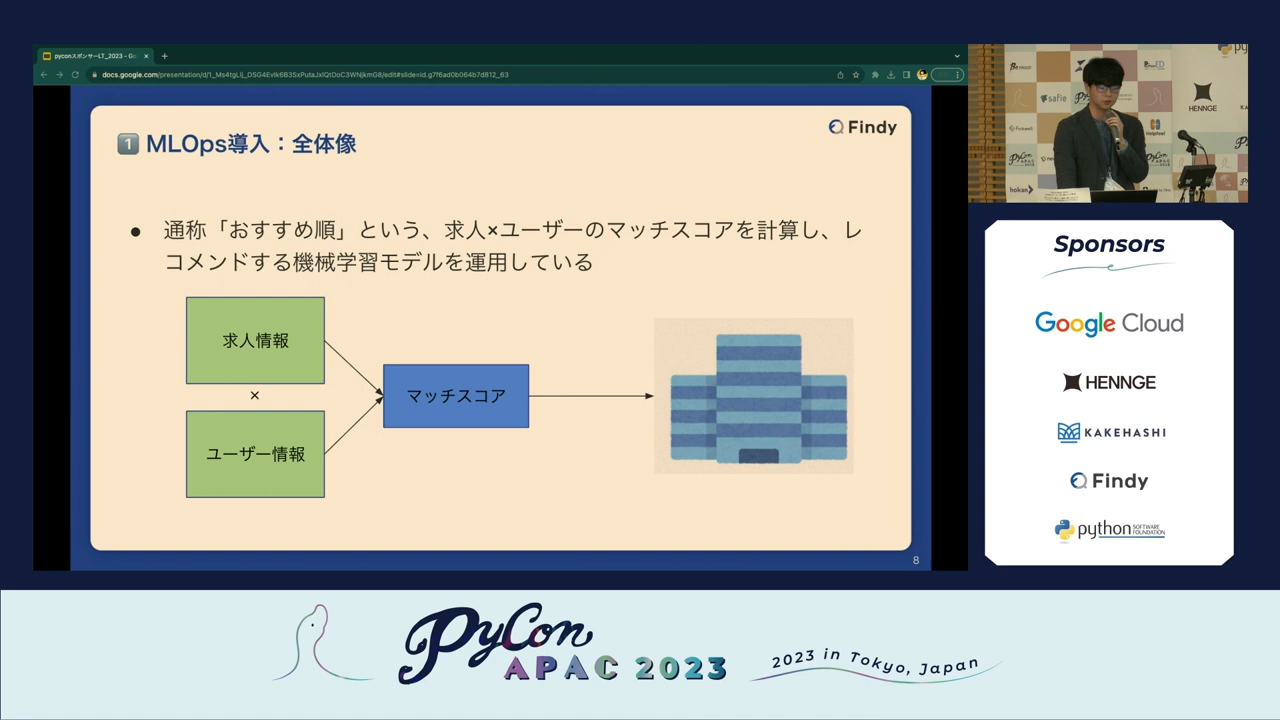 pyconスポンサーLT_2023 - Go
docs.google.com
1 MLOps導入：全体像
Findy
● 通称「おすすめ順」という、求人×ユーザーのマッチスコアを計算し、レ
コメンドする機械学習モデルを運用している
求人情報
×
ユーザー情報
マッチスコア
8
safie
HENNGE
PyCon
hokan
Sponsors
Google Cloud
HENNGE
KAKEHASHI
Findy
python SOFTWARE FOUNDATION
PyCon
APAC 2023
2023 in Tokyo, Japan